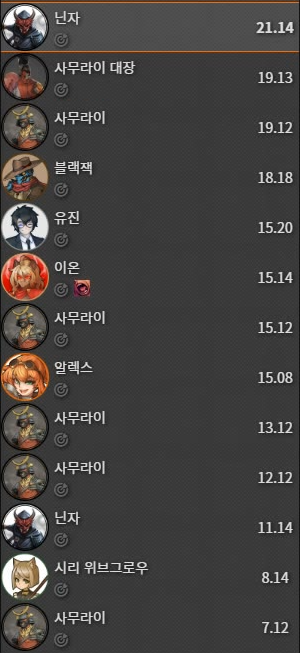 닌자
21.14
사무라이 대장
19.13
사무라이
19.12
블랙잭
18.18
유진
15.20
이온
15.14
사무라이
15.12
알렉스
15.08
사무라이
13.12
사무라이
12.12
닌자
11.14
시리 위브그로우
8.14
사무라이
7.12